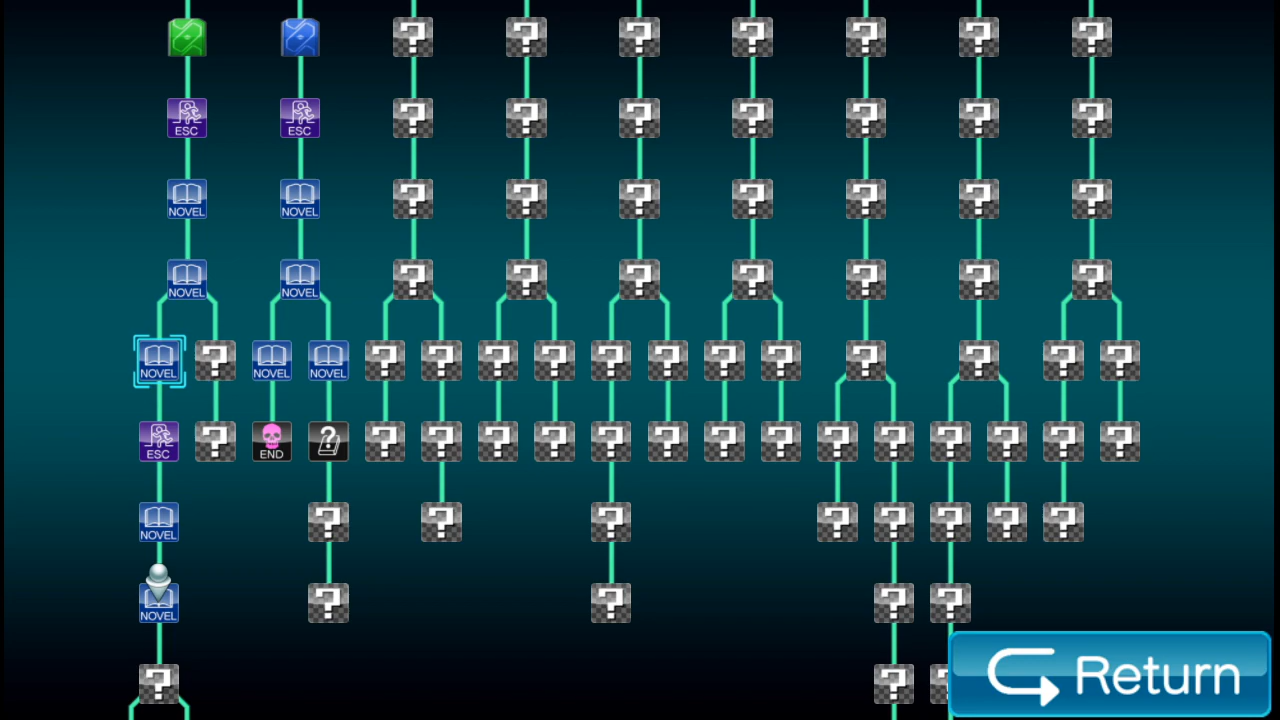 ? ? ? ? ? ? ?
ESC ESC ? ? ? ? ? ? ?
NOVEL NOVEL ? ? ? ? ? ? ?
NOVEL NOVEL ? ? ? ? ? ? ?
NOVEL ? NOVEL NOVEL ? ? ? ? ? ? ? ? ? ? ? ?
ESC ? END ? ? ? ? ? ? ? ? ? ? ? ? ? ? ?
NOVEL ? ? ? ? ? ? ? ?
NOVEL ? ? ? ?
? ? ? Return